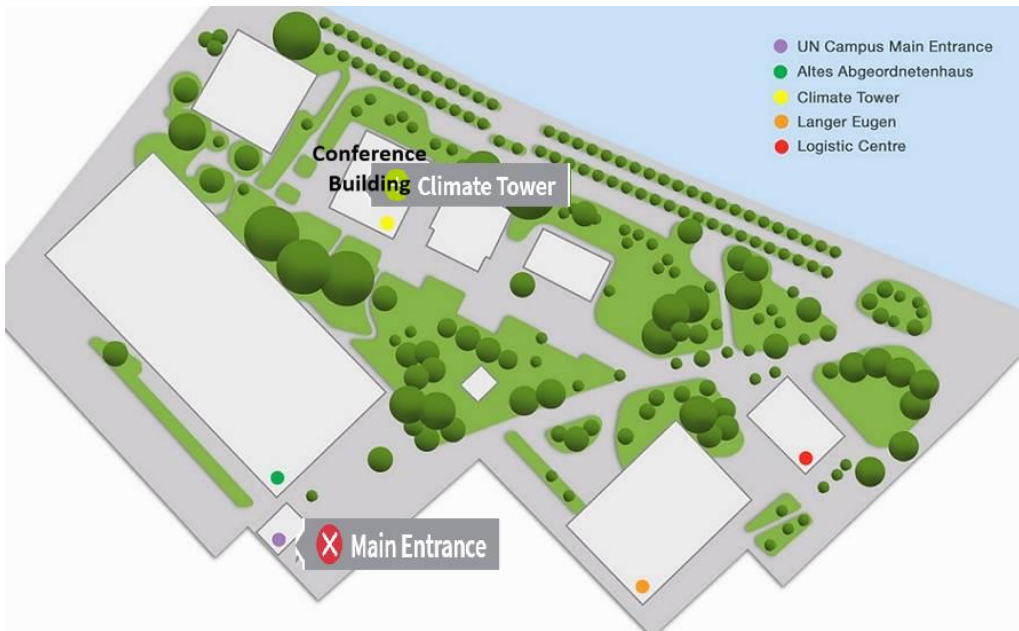 UN Campus Main Entrance
Altes Abgeordnetenhaus
Climate Tower
Langer Eugen
Logistic Centre
Conference
Building
Climate Tower
Main Entrance